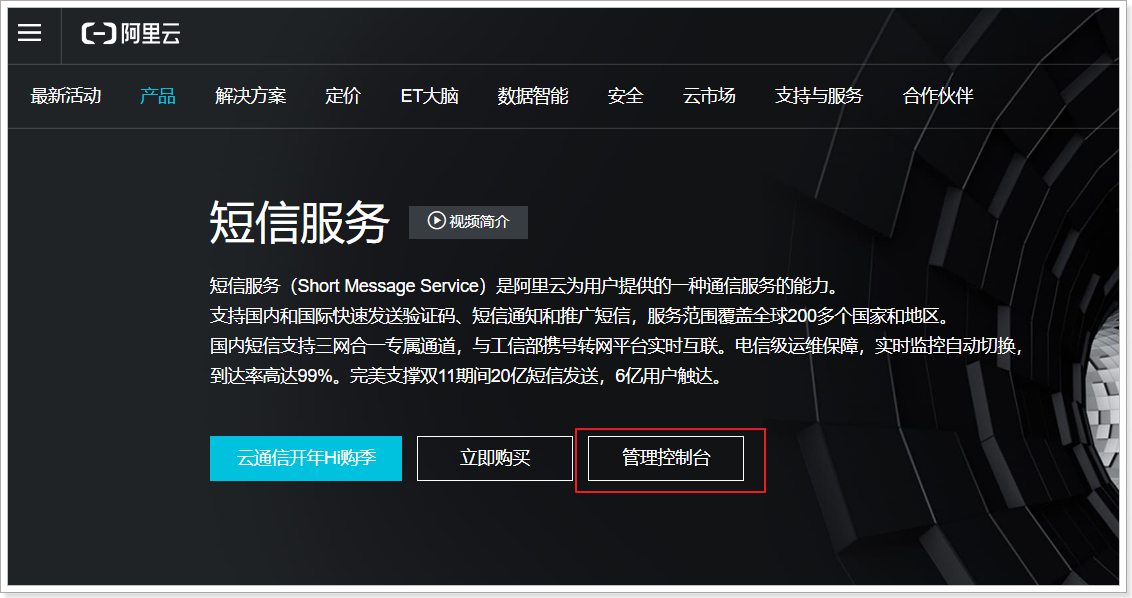 阿里云
最新活动 产品 解决方案 定价 ET大脑 数据智能 安全 云市场 支持与服务 合作伙伴
短信服务 视频简介
短信服务（Short Message Service）是阿里云为用户提供的一种通信服务的能力。
支持国内和国际快速发送验证码、短信通知和推广短信，服务范围覆盖全球200多个国家和地区。
国内短信支持三网合一专属通道，与工信部携号转网平台实时互联。电信级运维保障，实时监控自动切换，
到达率高达99%。完美支撑双11期间20亿短信发送，6亿用户触达。
云通信开年Hi购季 立即购买 管理控制台